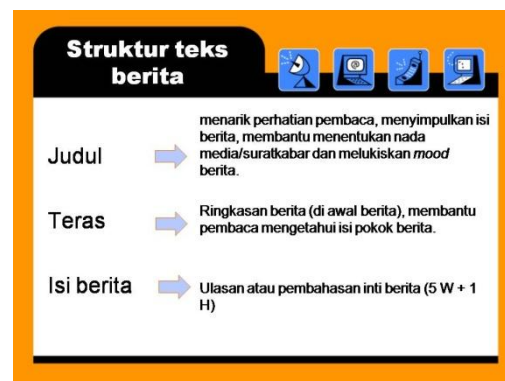 Struktur teks
berita
@
menarik perhatian pembaca, menyimpulkan isi
berita, membantu menentukan nada
media/suratkabar dan melukiskan mood
berita.
Judul
Ringkasan berita (di awal berita), membantu
pembaca mengetahui isi pokok berita.
Teras
Isi berita
Ulasan atau pembahasan inti berita (5 W + 1
H)